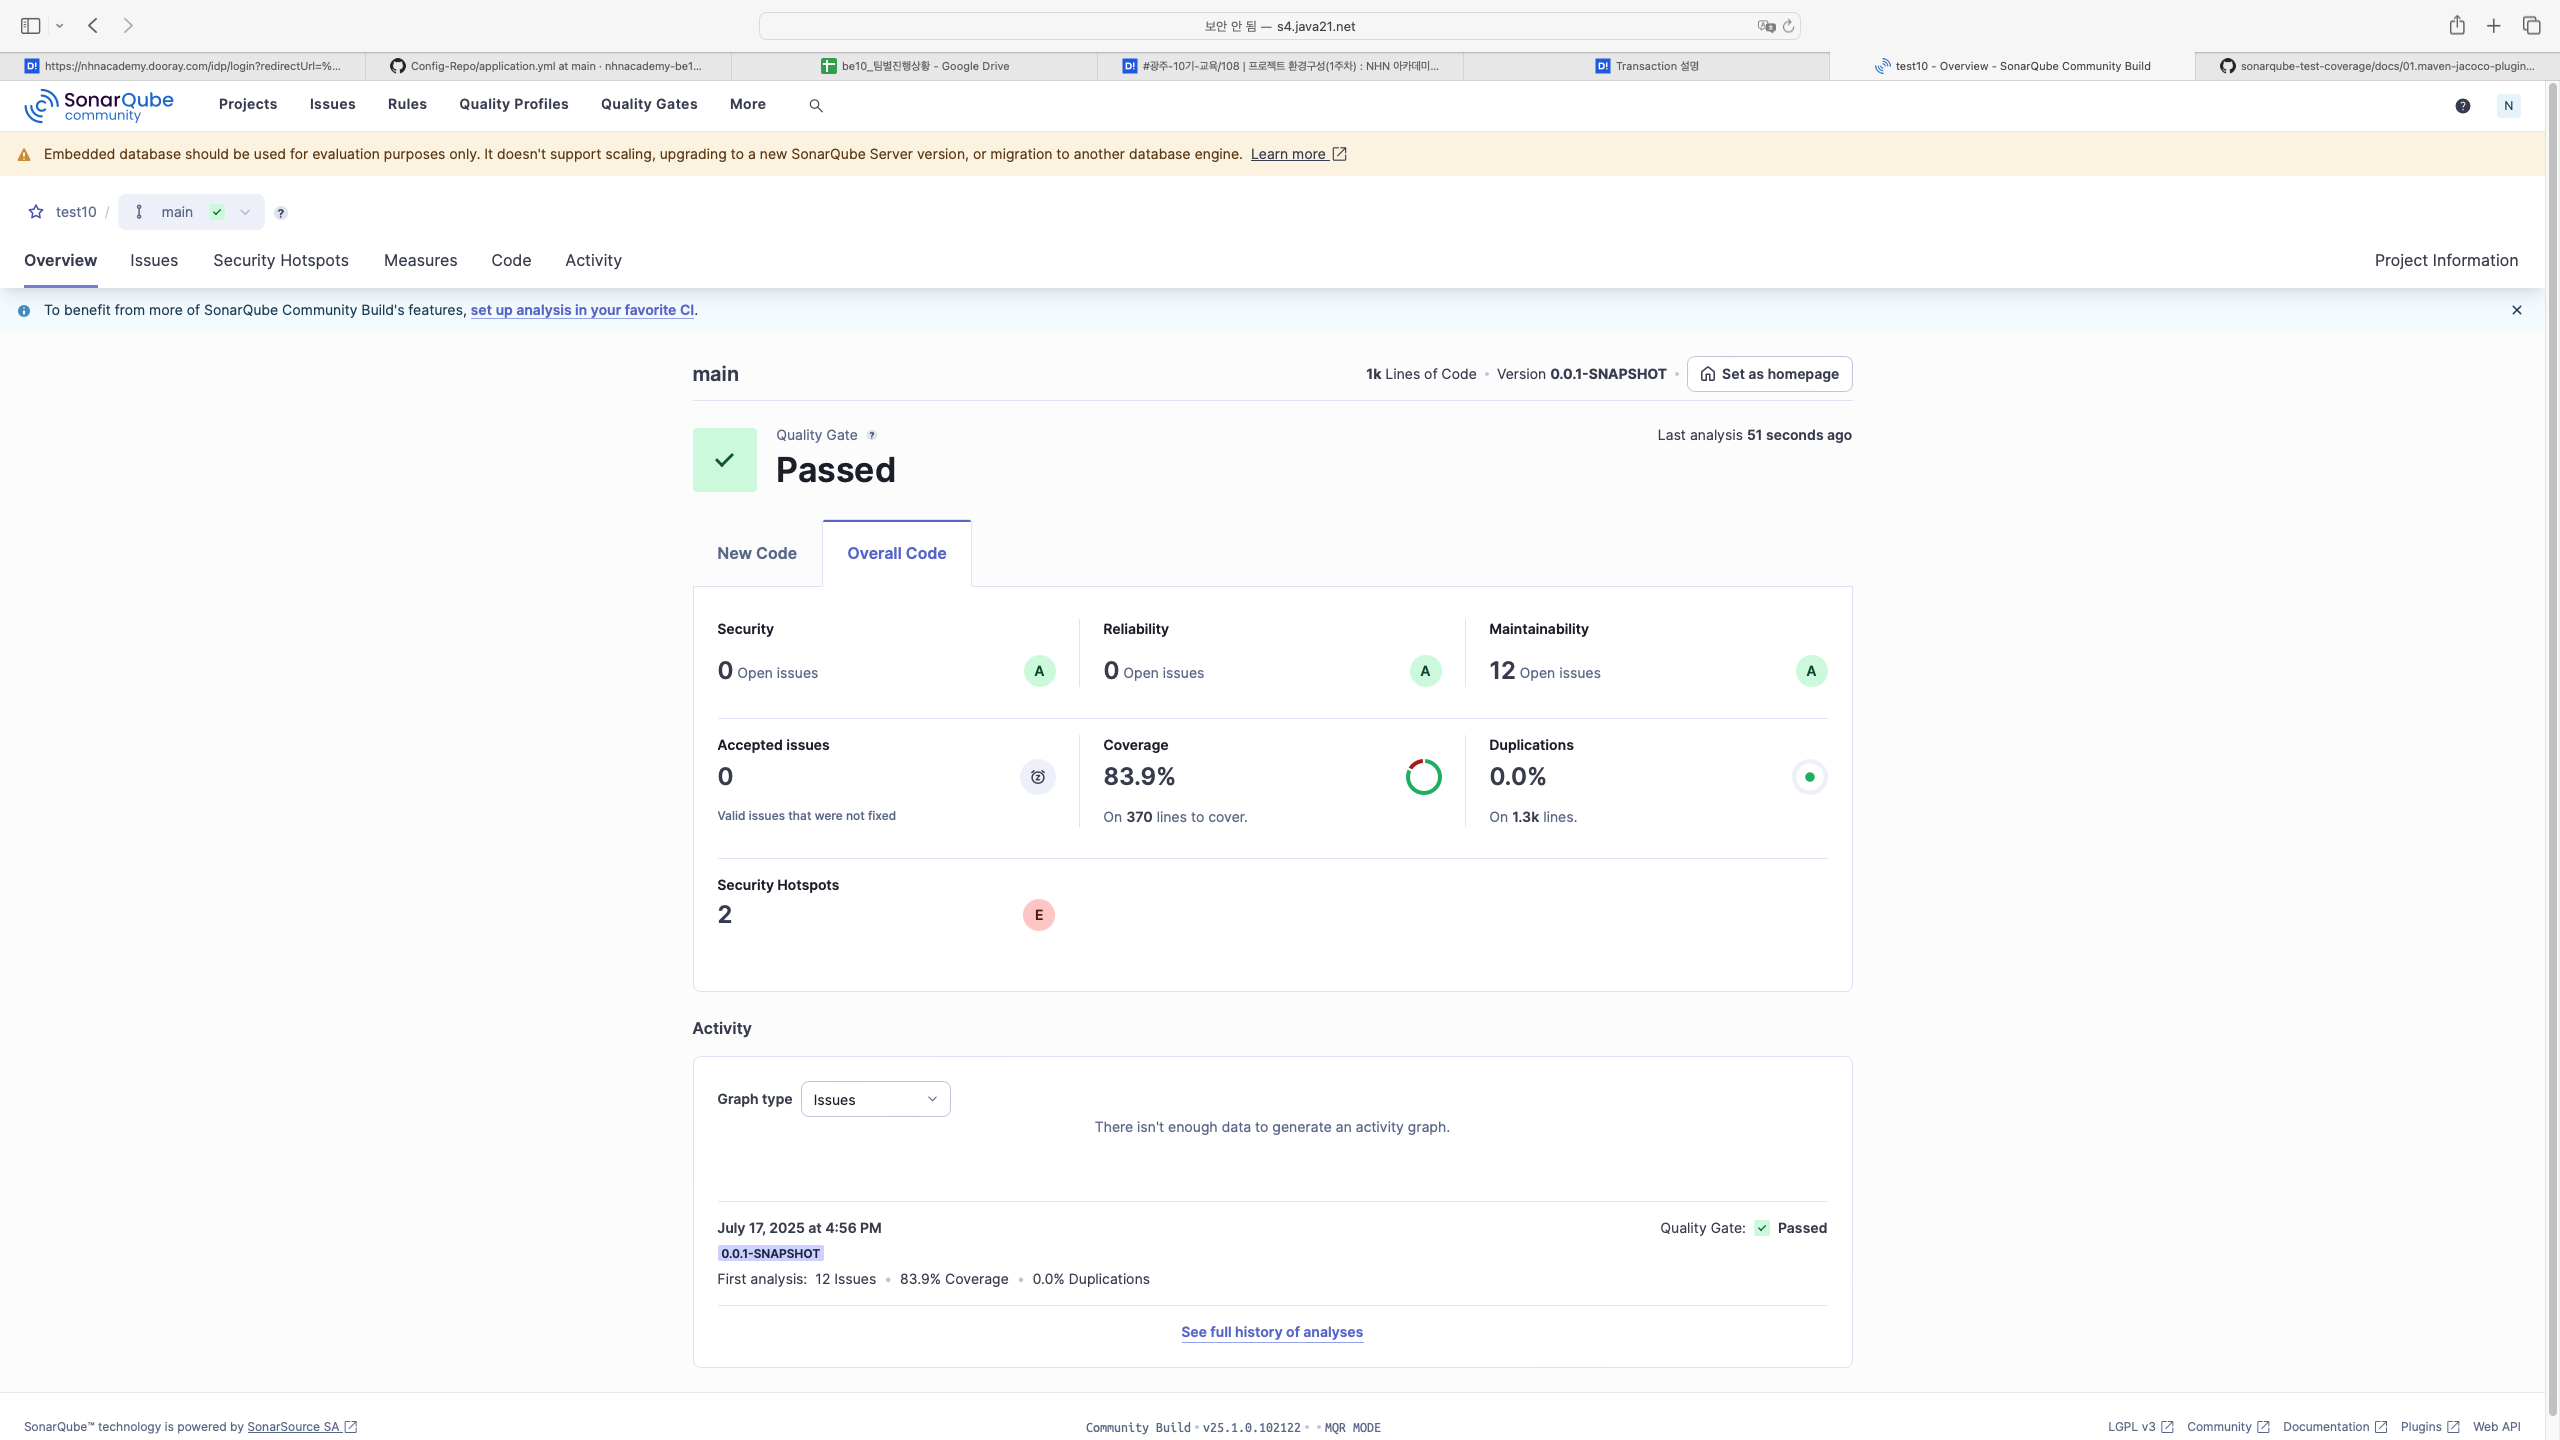 보안 안 됨 — s4.java21.net
https://nhnacademy.dooray.com/idp/login?redirectUrl=%...
Config-Repo/application.yml at main · nhnacademy-be1...
be10_팀별진행상황 - Google Drive
#광주-10기-교육/108 | 프로젝트 환경구성(1주차) : NHN 아카데미...
Transaction 설명
test10 - Overview - SonarQube Community Build
sonarqube-test-coverage/docs/01.maven-jacoco-plugin...
SonarQube community
Projects
Issues
Rules
Quality Profiles
Quality Gates
More
N
Embedded database should be used for evaluation purposes only. It doesn't support scaling, upgrading to a new SonarQube Server version, or migration to another database engine. Learn more
test10 / main
Overview
Issues
Security Hotspots
Measures
Code
Activity
Project Information
To benefit from more of SonarQube Community Build's features, set up analysis in your favorite CI.
main
1k Lines of Code • Version 0.0.1-SNAPSHOT •
Set as homepage
Quality Gate
Passed
Last analysis 51 seconds ago
New Code
Overall Code
Security
0 Open issues
A
Reliability
0 Open issues
A
Maintainability
12 Open issues
A
Accepted issues
0
Valid issues that were not fixed
Coverage
83.9%
On 370 lines to cover.
Duplications
0.0%
On 1.3k lines.
Security Hotspots
2
E
Activity
Graph type
Issues
There isn't enough data to generate an activity graph.
July 17, 2025 at 4:56 PM
Quality Gate: Passed
0.0.1-SNAPSHOT
First analysis: 12 Issues • 83.9% Coverage • 0.0% Duplications
See full history of analyses
SonarQube™ technology is powered by SonarSource SA
Community Build • v25.1.0.102122 • • MQR MODE
LGPL v3
Community
Documentation
Plugins
Web API